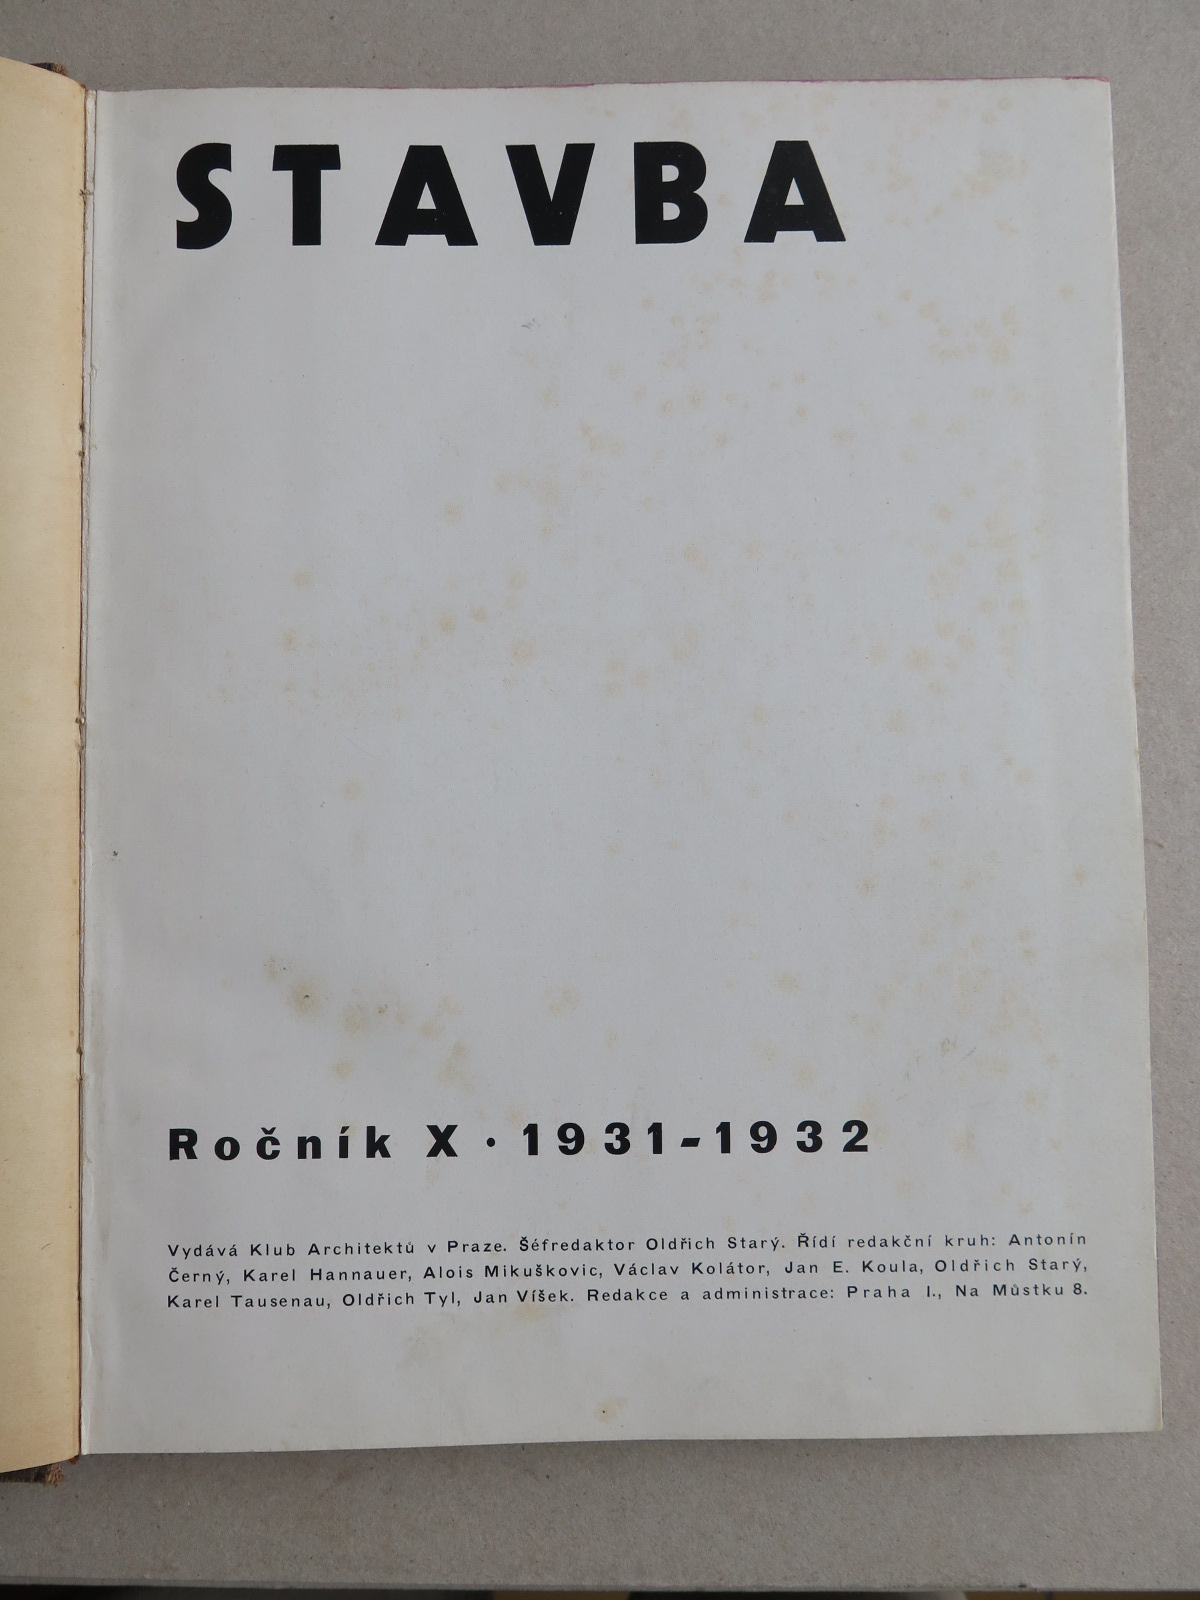 STAVBA
Ročník X · 1931-1932
Vydává Klub Architektů v Praze. Šéfredaktor Oldřich Starý. Řídí redakční kruh: Antonín
Černý, Karel Hannauer, Alois Mikuškovic, Václav Kolátor, Jan E. Koula, Oldřich Starý,
Karel Tausenau, Oldřich Tyl, Jan Víšek. Redakce a administrace: Praha I., Na Můstku 8.